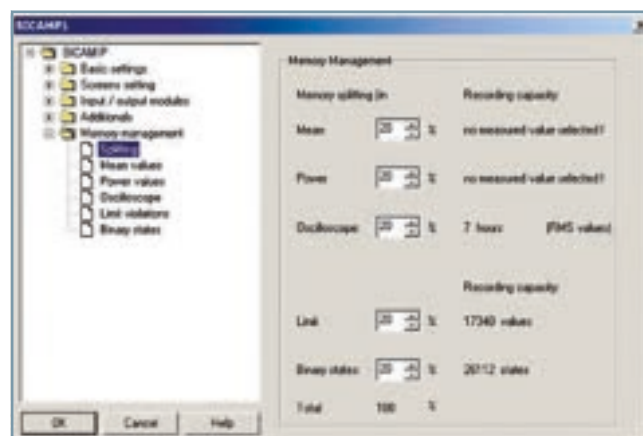 SICAMP1
SICAM P
Basic settings
Screens setting
Input / output modules
Additionals
Memory management
Splitting
Mean values
Power values
Oscilloscope
Limit violations
Binary states
OK
Cancel
Help
Memory Management
Memory splitting (in
Recording capacity
Mean 20 % no measured value selected!
Power 20 % no measured value selected!
Oscilloscope 20 % 7 hours (RMS values)
Recording capacity
Limit 20 % 17340 values
Binary states 20 % 26112 states
Total 100 %